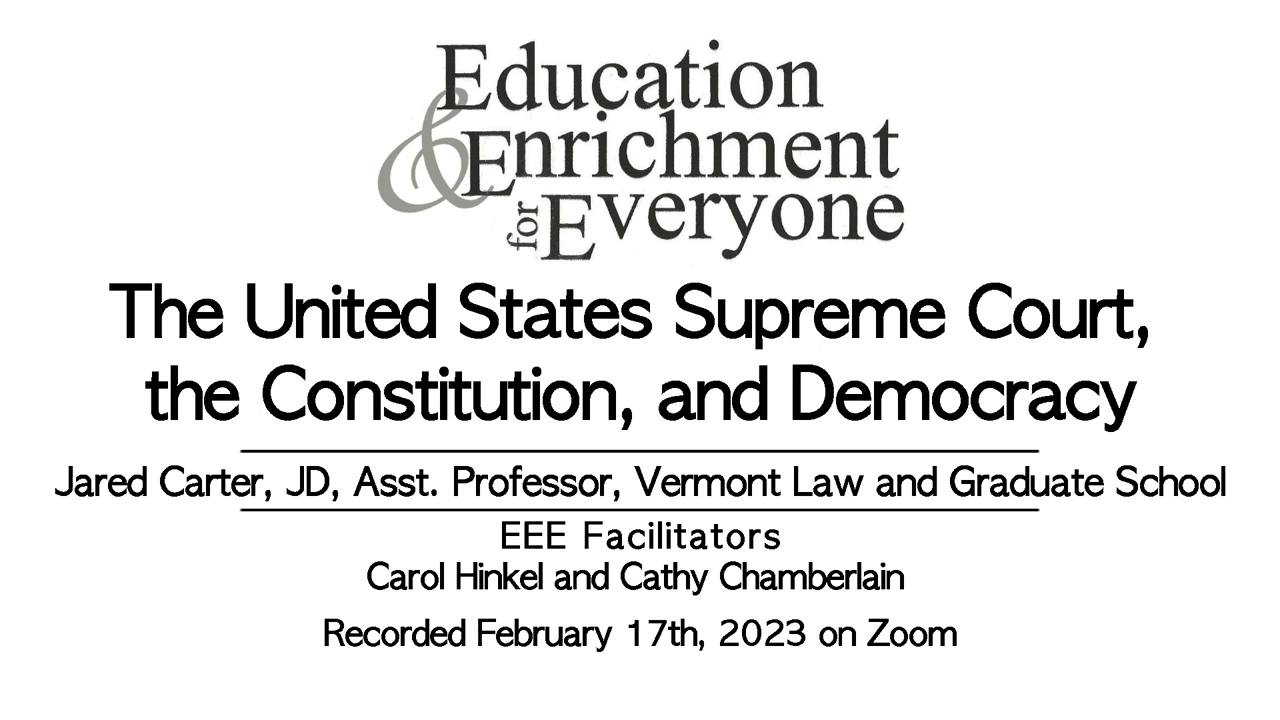 Education
& Enrichment
for Everyone
The United States Supreme Court,
the Constitution, and Democracy
Jared Carter, JD, Asst. Professor, Vermont Law and Graduate School
EEE Facilitators
Carol Hinkel and Cathy Chamberlain
Recorded February 17th, 2023 on Zoom